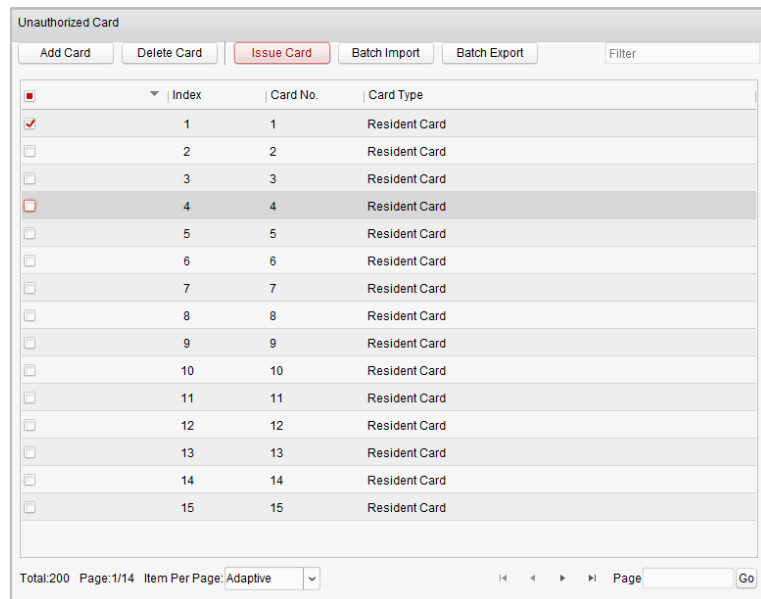 Unauthorized Card
Add Card Delete Card Issue Card Batch Import Batch Export Filter
Index Card No. Card Type
1 1 Resident Card
2 2 Resident Card
3 3 Resident Card
4 4 Resident Card
5 5 Resident Card
6 6 Resident Card
7 7 Resident Card
8 8 Resident Card
9 9 Resident Card
10 10 Resident Card
11 11 Resident Card
12 12 Resident Card
13 13 Resident Card
14 14 Resident Card
15 15 Resident Card
Total:200 Page:1/14 Item Per Page: Adaptive Page Go